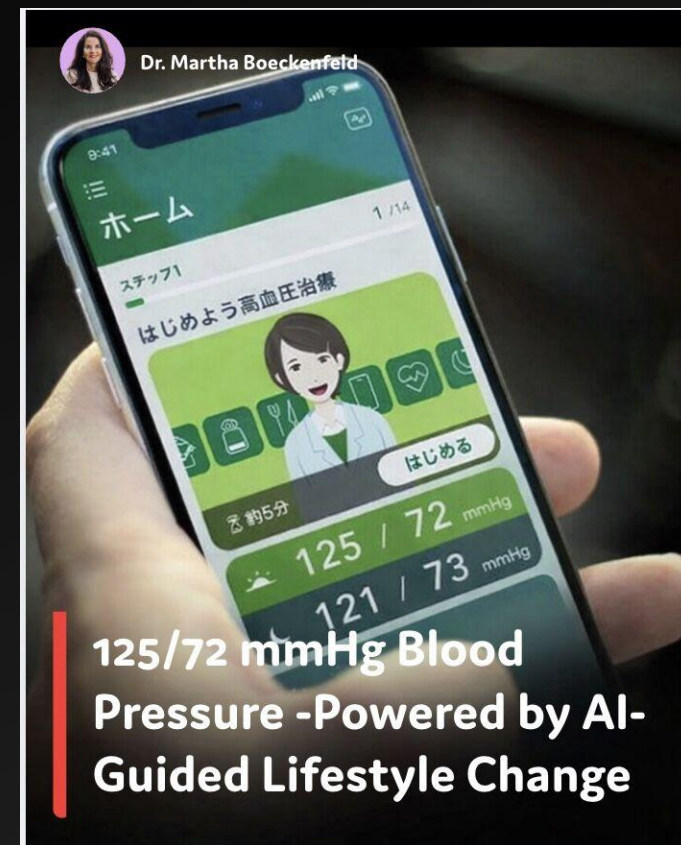 Dr. Martha Boeckenfeld
9:41
ホーム
1 /14
ステップ1
はじめよう高血圧治療
はじめる
約5分
125 / 72 mmHg
121 / 73 mmHg
125/72 mmHg Blood
Pressure -Powered by AI-
Guided Lifestyle Change